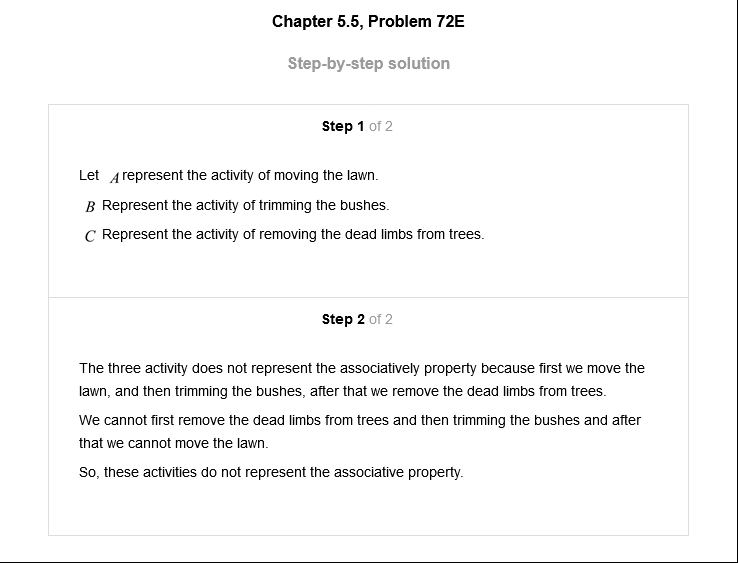 Chapter 5.5, Problem 72E
Step-by-step solution
Step 1 of 2
Let A represent the activity of moving the lawn.
B Represent the activity of trimming the bushes.
C Represent the activity of removing the dead limbs from trees.
Step 2 of 2
The three activity does not represent the associatively property because first we move the
lawn, and then trimming the bushes, after that we remove the dead limbs from trees.
We cannot first remove the dead limbs from trees and then trimming the bushes and after
that we cannot move the lawn.
So, these activities do not represent the associative property.